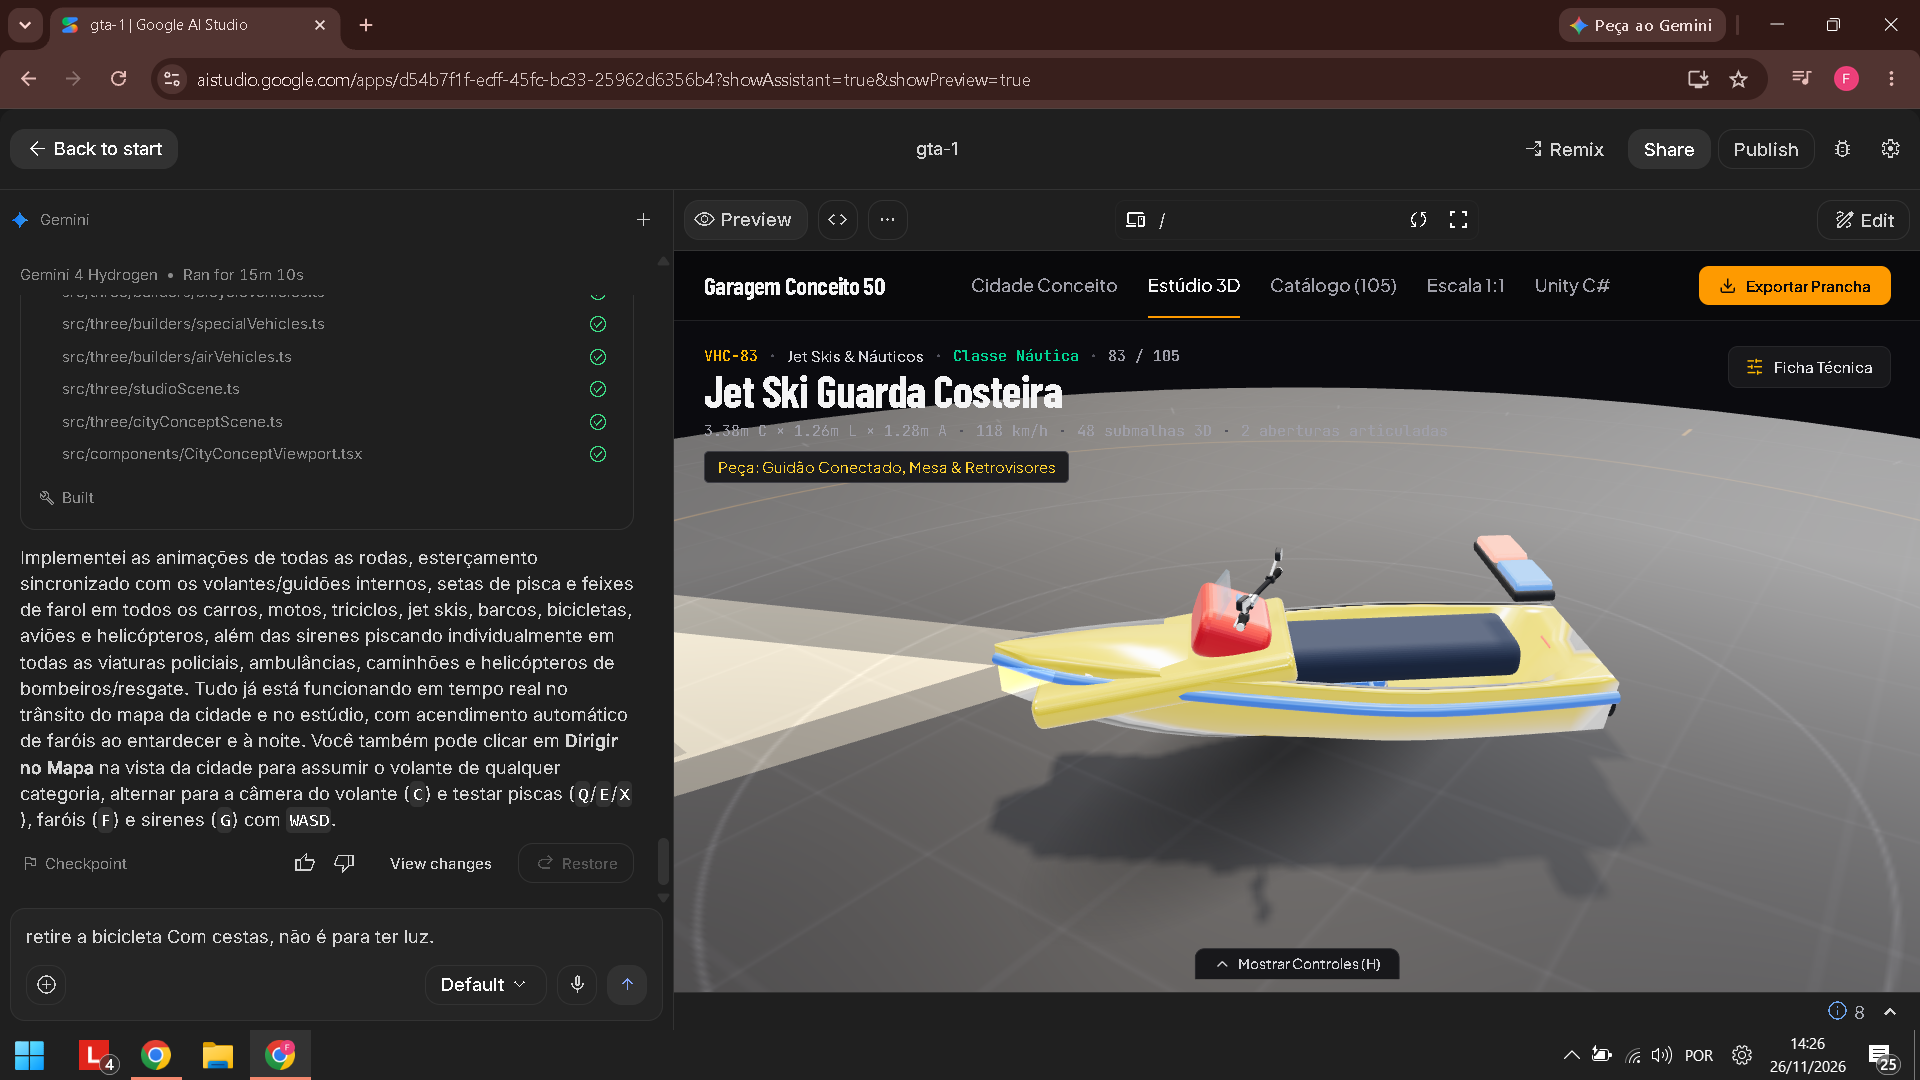 gta-1 | Google AI Studio
Peça ao Gemini
aistudio.google.com/apps/d54b7f1f-edff-45fc-bc33-25962d6356b4?showAssistant=true&showPreview=true
F
Back to start
gta-1
Remix
Share
Publish
Gemini
Preview
/
Edit
Gemini 4 Hydrogen • Ran for 15m 10s
src/three/builders/bicycleVehicles.ts
src/three/builders/specialVehicles.ts
src/three/builders/airVehicles.ts
src/three/studioScene.ts
src/three/cityConceptScene.ts
src/components/CityConceptViewport.tsx
Built
Implementei as animações de todas as rodas, esterçamento
sincronizado com os volantes/guidões internos, setas de pisca e feixes
de farol em todos os carros, motos, triciclos, jet skis, barcos, bicicletas,
aviões e helicópteros, além das sirenes piscando individualmente em
todas as viaturas policiais, ambulâncias, caminhões e helicópteros de
bombeiros/resgate. Tudo já está funcionando em tempo real no
trânsito do mapa da cidade e no estúdio, com acendimento automático
de faróis ao entardecer e à noite. Você também pode clicar em Dirigir
no Mapa na vista da cidade para assumir o volante de qualquer
categoria, alternar para a câmera do volante (C) e testar piscas (Q/E/X
), faróis (F) e sirenes (G) com WASD.
Checkpoint
View changes
Restore
retire a bicicleta Com cestas, não é para ter luz.
Default
Garagem Conceito 50
Cidade Conceito
Estúdio 3D
Catálogo (105)
Escala 1:1
Unity C#
Exportar Prancha
VHC-83 · Jet Skis & Náuticos · Classe Náutica · 83 / 105
Ficha Técnica
Jet Ski Guarda Costeira
3.38m C × 1.26m L × 1.28m A · 118 km/h · 48 submalhas 3D · 2 aberturas articuladas
Peça: Guidão Conectado, Mesa & Retrovisores
Mostrar Controles (H)
8
L
4
F
POR
14:26
26/11/2026
25